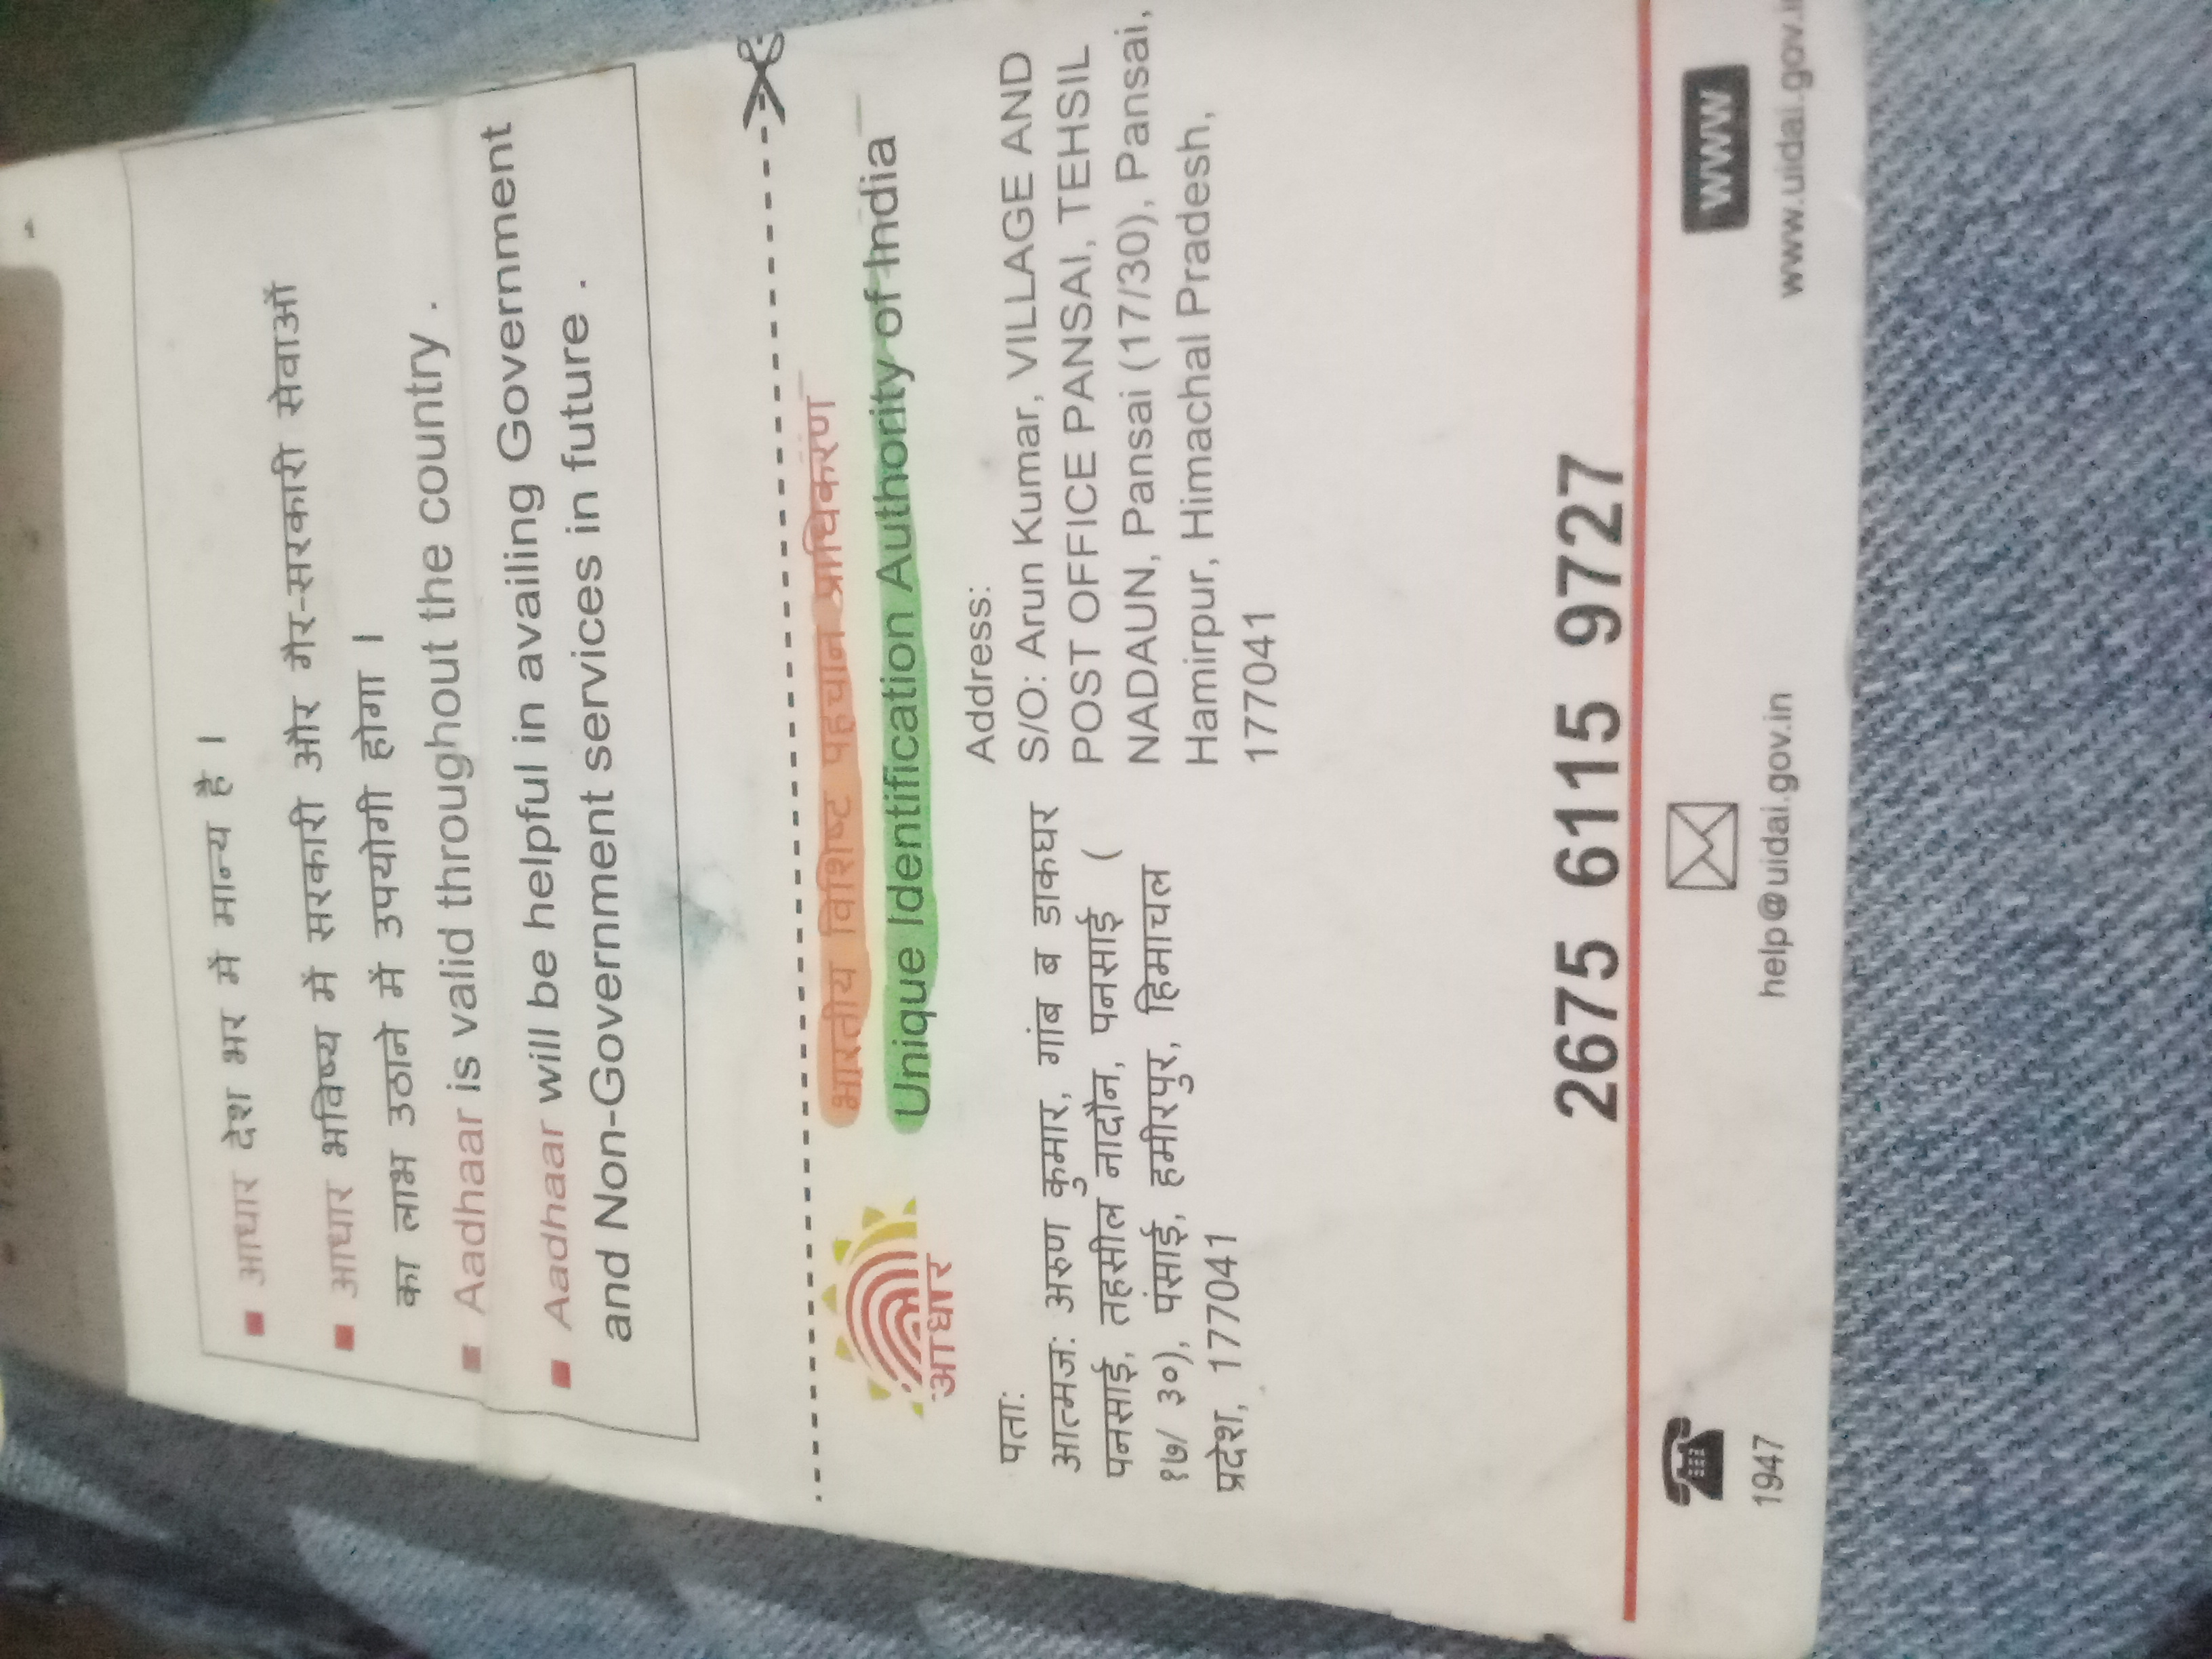 आधार देश भर में मान्य है ।
आधार भविष्य में सरकारी और गैर-सरकारी सेवाओं
का लाभ उठाने में उपयोगी होगा ।
Aadhaar is valid throughout the country .
Aadhaar will be helpful in availing Government
and Non-Government services in future .
भारतीय विशिष्ट पहचान प्राधिकरण
Unique Identification Authority of India
आधार
पता:
आत्मज: अरुण कुमार, गांब ब डाकघर
पनसाई, तहसील नादौन, पनसाई (
१७/ ३०), पंसाई, हमीरपुर, हिमाचल
प्रदेश, 177041
Address:
S/O: Arun Kumar, VILLAGE AND
POST OFFICE PANSAI, TEHSIL
NADAUN, Pansai (17/30), Pansai,
Hamirpur, Himachal Pradesh,
177041
2675 6115 9727
1947
help@uidai.gov.in
www
www.uidai.gov.in